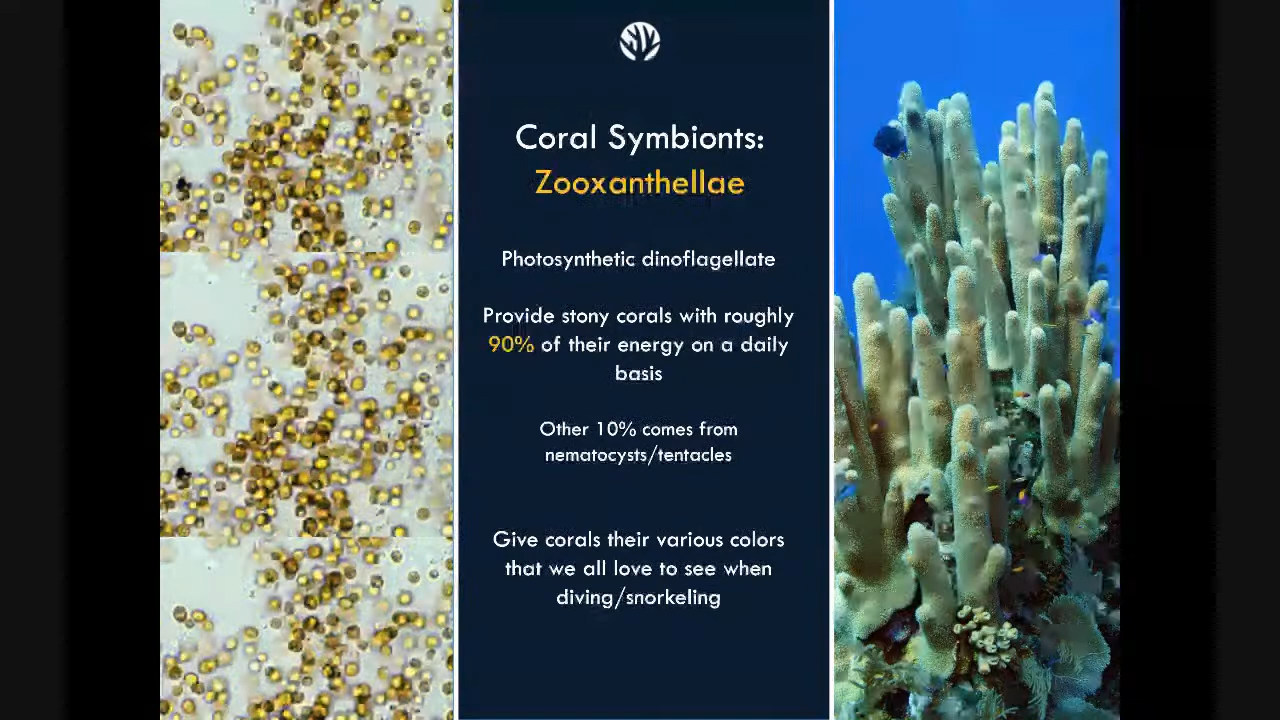 Coral Symbionts:
Zooxanthellae
Photosynthetic dinoflagellate
Provide stony corals with roughly
90% of their energy on a daily
basis
Other 10% comes from
nematocysts/tentacles
Give corals their various colors
that we all love to see when
diving/snorkeling